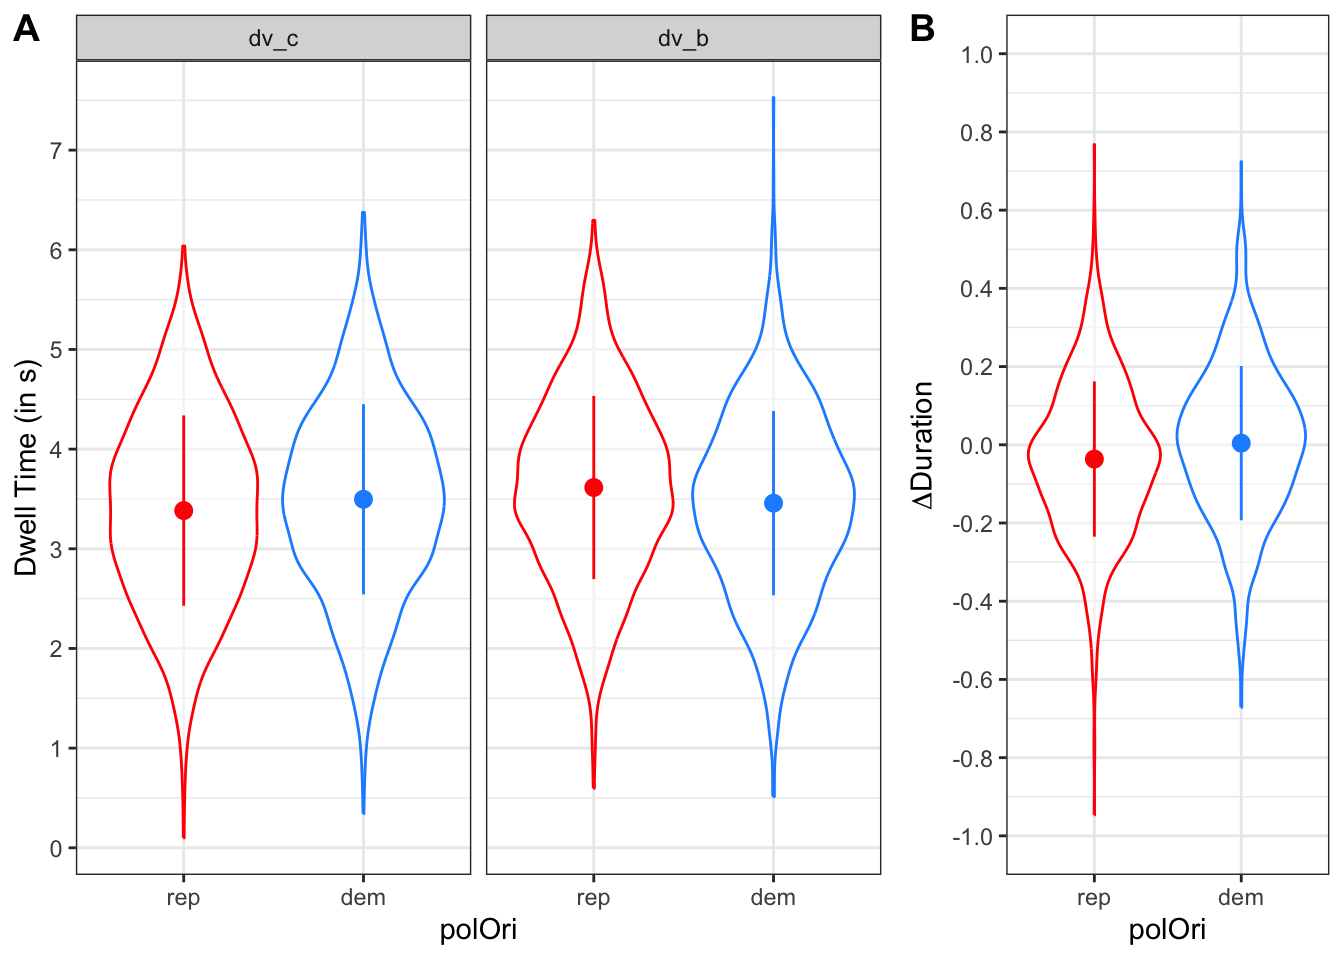 A
dv_c
dv_b
Dwell Time (in s)
7
6
5
4
3
2
1
0
rep
dem
rep
dem
polOri
B
ΔDuration
1.0
0.8
0.6
0.4
0.2
0.0
-0.2
-0.4
-0.6
-0.8
-1.0
rep
dem
polOri